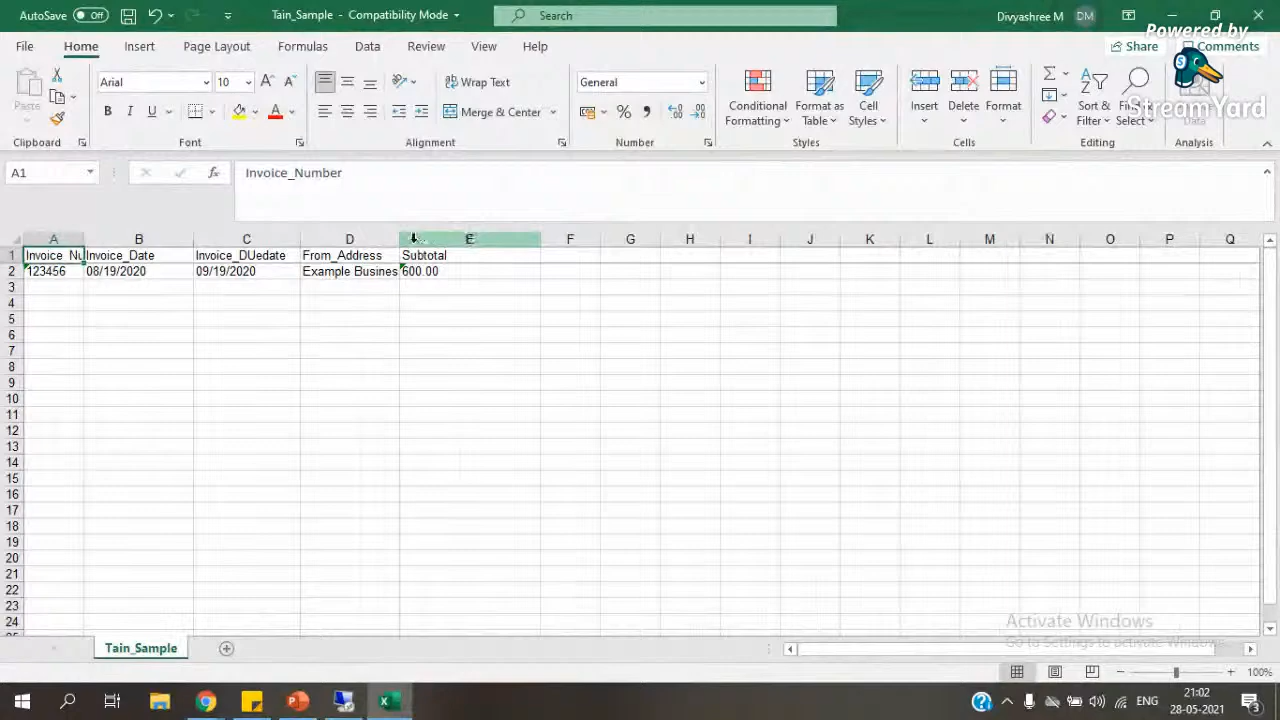 AutoSave Off Tain_Sample - Compatibility Mode Search Divyashree M DM
Powered by
File Home Insert Page Layout Formulas Data Review View Help Share Comments
S
StreamYard
Paste Arial 10 A A Wrap Text General Conditional Formatting Format as Table Cell Styles Insert Delete Format Sort & Filter Select Data
B I U A Merge & Center % ,
Clipboard Font Alignment Number Styles Cells Editing Analysis
A1 fx Invoice_Number
A B C D E F G H I J K L M N O P Q
1 Invoice_Nu Invoice_Date Invoice_DUedate From_Address Subtotal
2 123456 08/19/2020 09/19/2020 Example Busines 600.00
3
4
5
6
7
8
9
10
11
12
13
14
15
16
17
18
19
20
21
22
23
24
Activate Windows
Go to Settings to activate Windows.
Tain_Sample
100%
ENG 21:02
28-05-2021 3